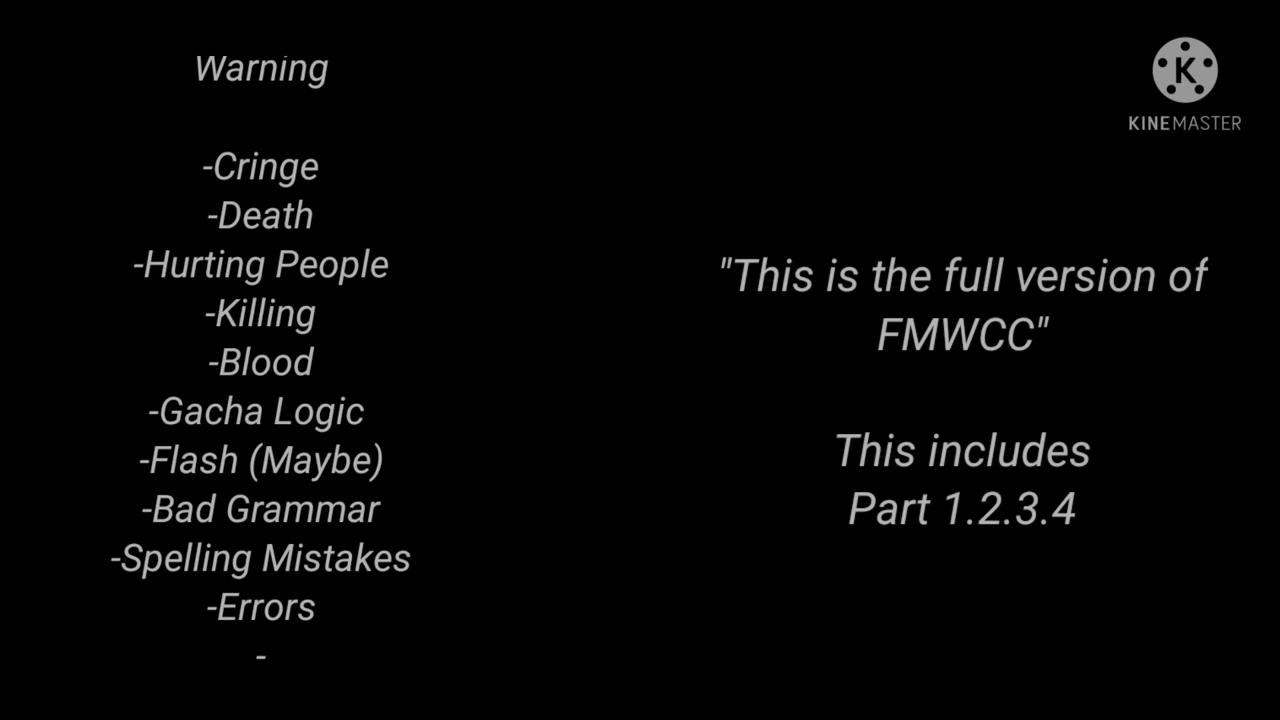 Warning
-Cringe
-Death
-Hurting People
-Killing
-Blood
-Gacha Logic
-Flash (Maybe)
-Bad Grammar
-Spelling Mistakes
-Errors
-
"This is the full version of
FMWCC"
This includes
Part 1.2.3.4
K
KINEMASTER